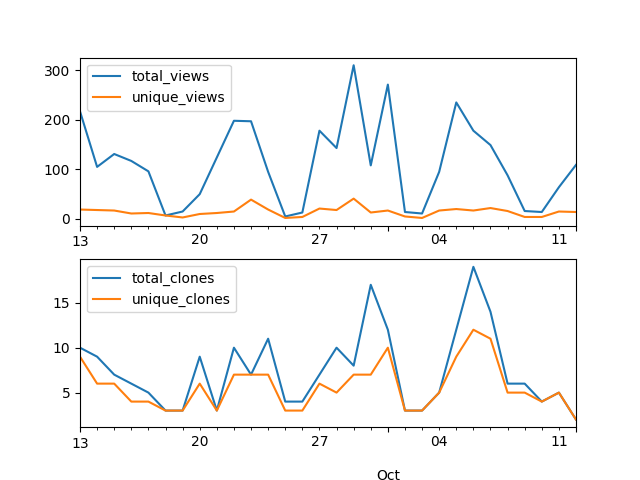 total_views
unique_views
300
200
100
0
13 20 27 04 11
total_clones
unique_clones
15
10
5
13 20 27 04 11
Oct